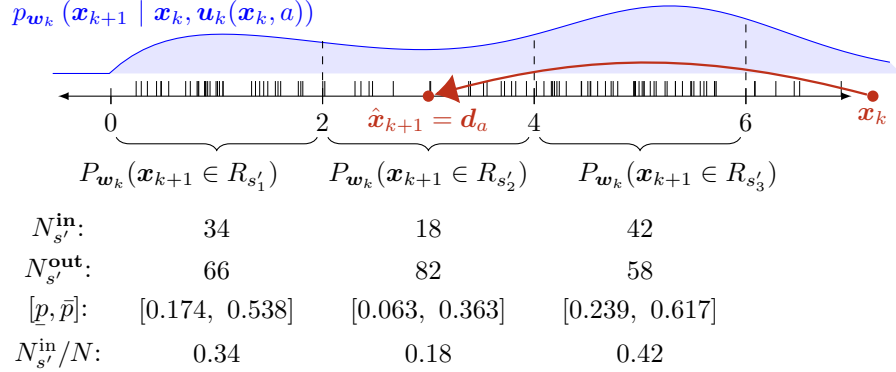 p_{w_k}(x_{k+1} | x_k, u_k(x_k, a))
0 2 4 6
x̂_{k+1} = d_a
x_k
P_{w_k}(x_{k+1} ∈ R_{s'_1}) P_{w_k}(x_{k+1} ∈ R_{s'_2}) P_{w_k}(x_{k+1} ∈ R_{s'_3})
N_{s'}^{in}: 34 18 42
N_{s'}^{out}: 66 82 58
[p̲, p̄]: [0.174, 0.538] [0.063, 0.363] [0.239, 0.617]
N_{s'}^{in}/N: 0.34 0.18 0.42